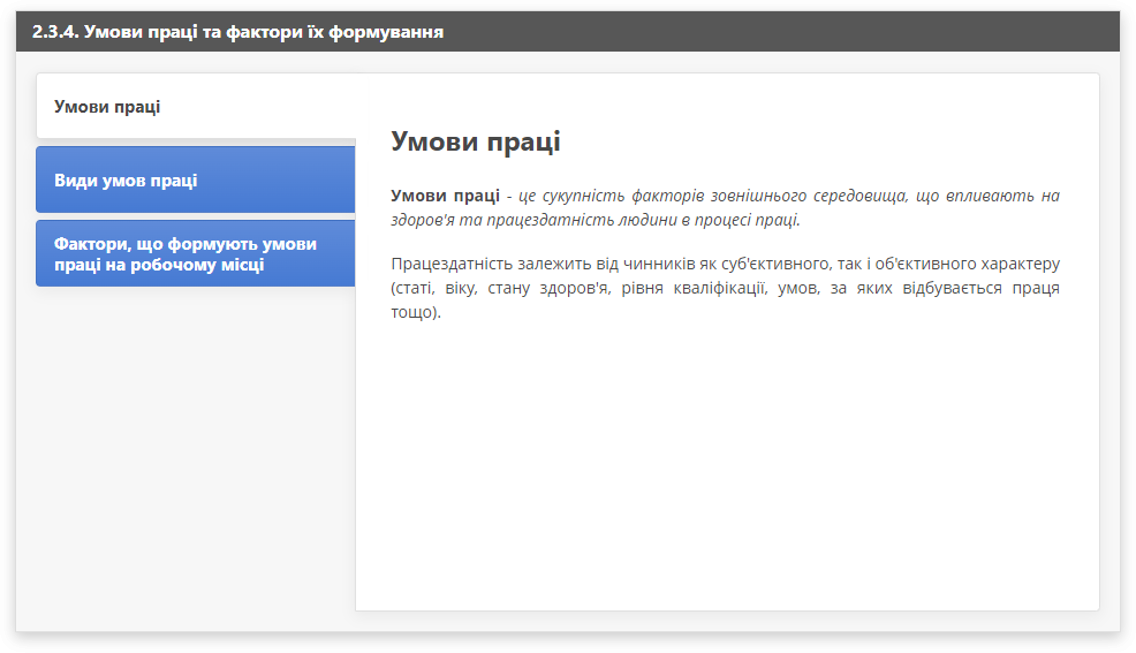 2.3.4. Умови праці та фактори їх формування
Умови праці
Види умов праці
Фактори, що формують умови
праці на робочому місці
Умови праці
Умови праці - це сукупність факторів зовнішнього середовища, що впливають на
здоров'я та працездатність людини в процесі праці.
Працездатність залежить від чинників як суб'єктивного, так і об'єктивного характеру
(статі, віку, стану здоров'я, рівня кваліфікації, умов, за яких відбувається праця
тощо).